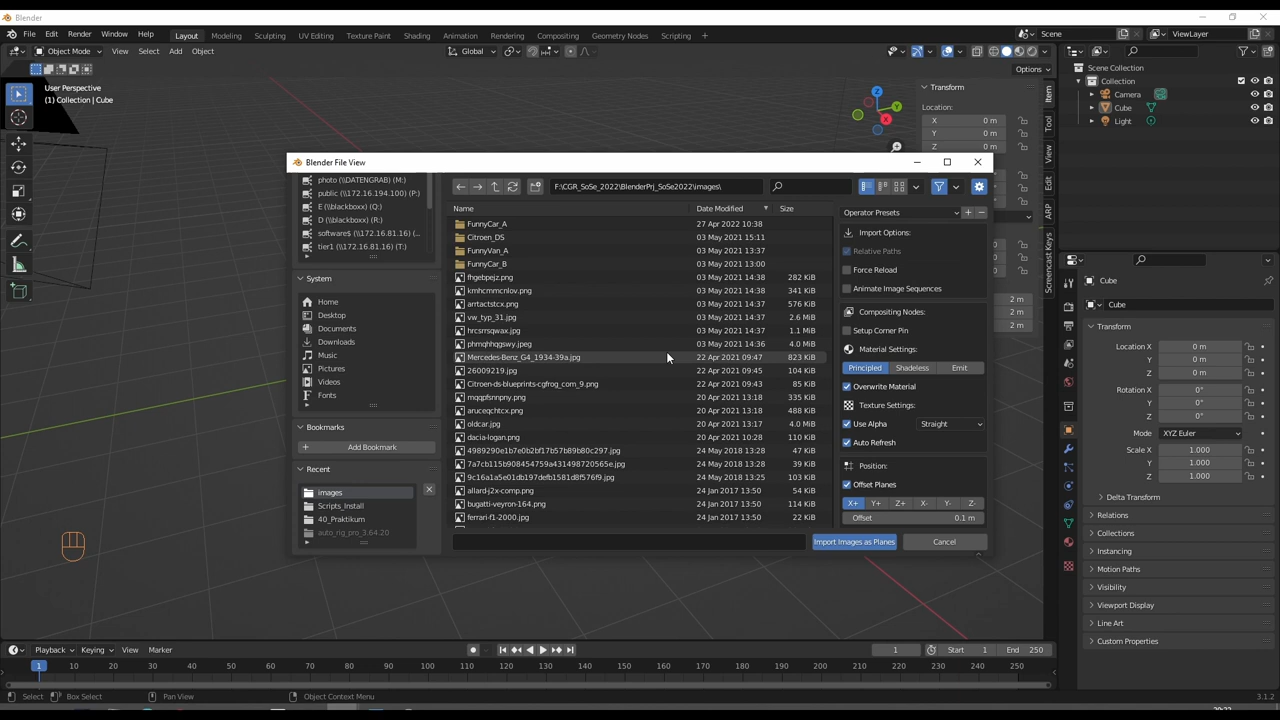 Blender
File Edit Render Window Help Layout Modeling Sculpting UV Editing Texture Paint Shading Animation Rendering Compositing Geometry Nodes Scripting + Scene ViewLayer
Object Mode View Select Add Object Global
Options
User Perspective
(1) Collection | Cube
Transform
Location:
X 0 m
Y 0 m
Z 0 m
2 m
2 m
2 m
Item
Tool
View
Edit
ARP
Screencast Keys
Blender File View
photo (\\DATENGRAB) (M:)
public (\\172.16.194.100) (P:)
E (\\blackboxx) (Q:)
D (\\blackboxx) (R:)
software$ (\\172.16.81.16) (...
tier1 (\\172.16.81.16) (T:)
System
Home
Desktop
Documents
Downloads
Music
Pictures
Videos
Fonts
Bookmarks
+ Add Bookmark
Recent
images
Scripts_Install
40_Praktikum
auto_rig_pro_3.64.20
F:\CGR_SoSe_2022\BlenderPrj_SoSe2022\images\
Name Date Modified Size
FunnyCar_A 27 Apr 2022 10:38
Citroen_DS 03 May 2021 15:11
FunnyVan_A 03 May 2021 13:37
FunnyCar_B 03 May 2021 13:00
fhgebpejz.png 03 May 2021 14:38 282 KiB
kmhcmmcnlov.png 03 May 2021 14:38 341 KiB
arrtactstcx.png 03 May 2021 14:37 576 KiB
vw_typ_31.jpg 03 May 2021 14:37 2.6 MiB
hrcsrrsqwax.jpg 03 May 2021 14:37 1.1 MiB
phmqhhqgswy.jpeg 03 May 2021 14:36 4.0 MiB
Mercedes-Benz_G4_1934-39a.jpg 22 Apr 2021 09:47 823 KiB
26009219.jpg 22 Apr 2021 09:45 104 KiB
Citroen-ds-blueprints-cgfrog_com_9.png 22 Apr 2021 09:43 85 KiB
mqqpfsnnpny.png 20 Apr 2021 13:18 335 KiB
aruceqchtcx.png 20 Apr 2021 13:18 488 KiB
oldcar.jpg 20 Apr 2021 13:17 4.0 MiB
dacia-logan.png 20 Apr 2021 10:28 110 KiB
4989290e1b7e0b2bf17b57b89b80c297.jpg 24 May 2018 13:28 47 KiB
7a7cb115b908454759a431498720565e.jpg 24 May 2018 13:28 39 KiB
9c16a1a5e01db197defb1581d8f576f9.jpg 24 May 2018 13:25 103 KiB
allard-j2x-comp.png 24 Jan 2017 13:50 54 KiB
bugatti-veyron-164.png 24 Jan 2017 13:50 114 KiB
ferrari-f1-2000.jpg 24 Jan 2017 13:50 22 KiB
Operator Presets + −
Import Options:
Relative Paths
Force Reload
Animate Image Sequences
Compositing Nodes:
Setup Corner Pin
Material Settings:
Principled Shadeless Emit
Overwrite Material
Texture Settings:
Use Alpha Straight
Auto Refresh
Position:
Offset Planes
X+ Y+ Z+ X- Y- Z-
Offset 0.1 m
Import Images as Planes Cancel
Scene Collection
Collection
Camera
Cube
Light
Cube
Cube
Transform
Location X 0 m
Y 0 m
Z 0 m
Rotation X 0°
Y 0°
Z 0°
Mode XYZ Euler
Scale X 1.000
Y 1.000
Z 1.000
Delta Transform
Relations
Collections
Instancing
Motion Paths
Visibility
Viewport Display
Line Art
Custom Properties
Playback Keying View Marker 1 Start 1 End 250
1 10 20 30 40 50 60 70 80 90 100 110 120 130 140 150 160 170 180 190 200 210 220 230 240 250
Select Box Select Pan View Object Context Menu 3.1.2